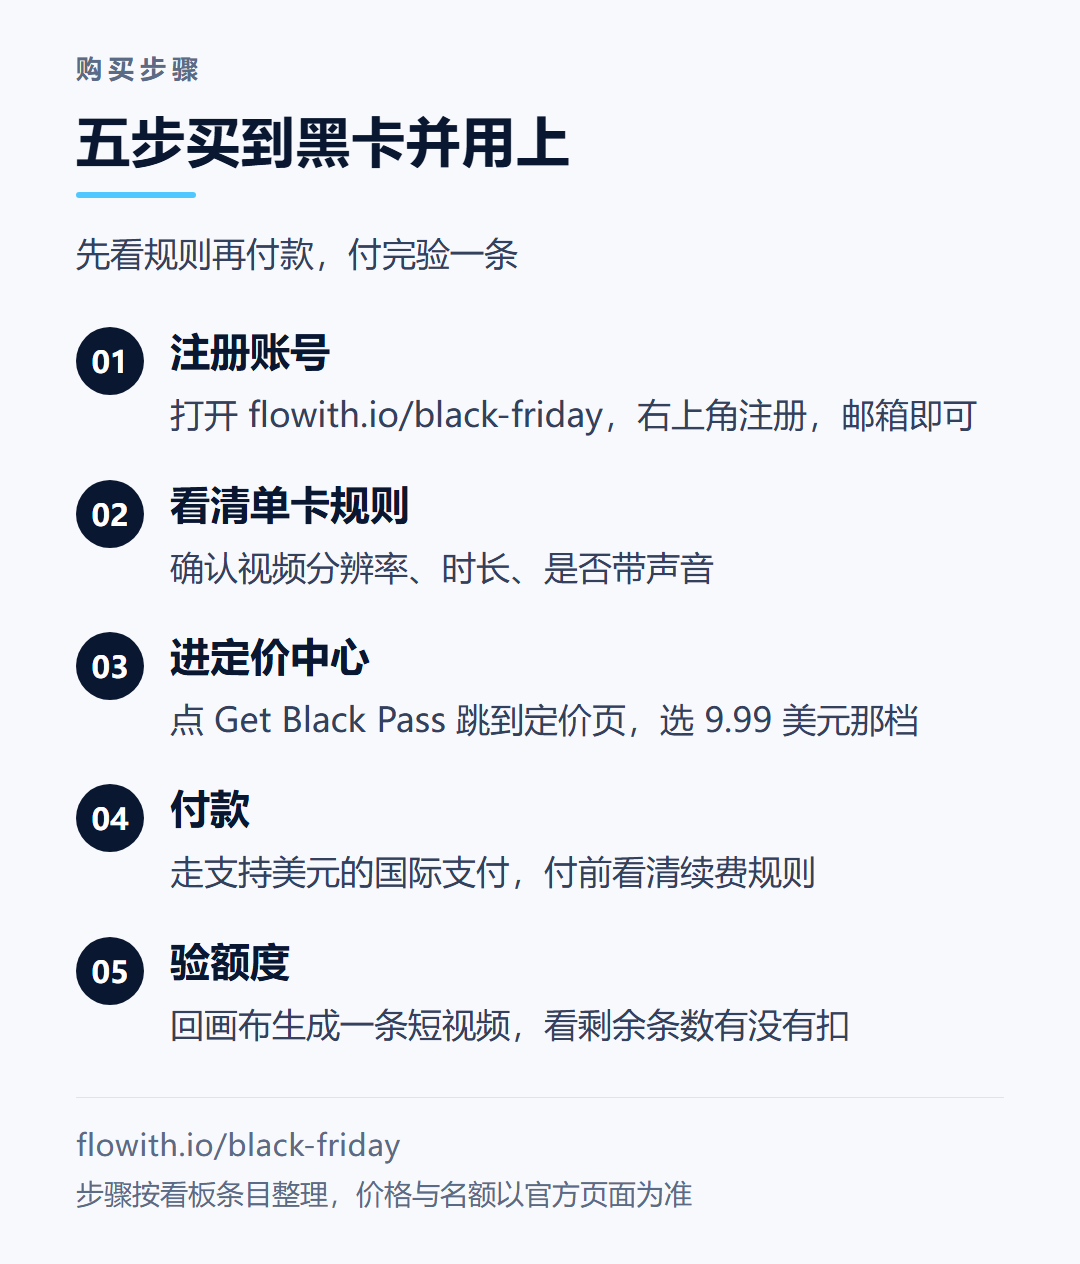 购买步骤
五步买到黑卡并用上
先看规则再付款，付完验一条
01
注册账号
打开 flowith.io/black-friday，右上角注册，邮箱即可
02
看清单卡规则
确认视频分辨率、时长、是否带声音
03
进定价中心
点 Get Black Pass 跳到定价页，选 9.99 美元那档
04
付款
走支持美元的国际支付，付前看清续费规则
05
验额度
回画布生成一条短视频，看剩余条数有没有扣
flowith.io/black-friday
步骤按看板条目整理，价格与名额以官方页面为准